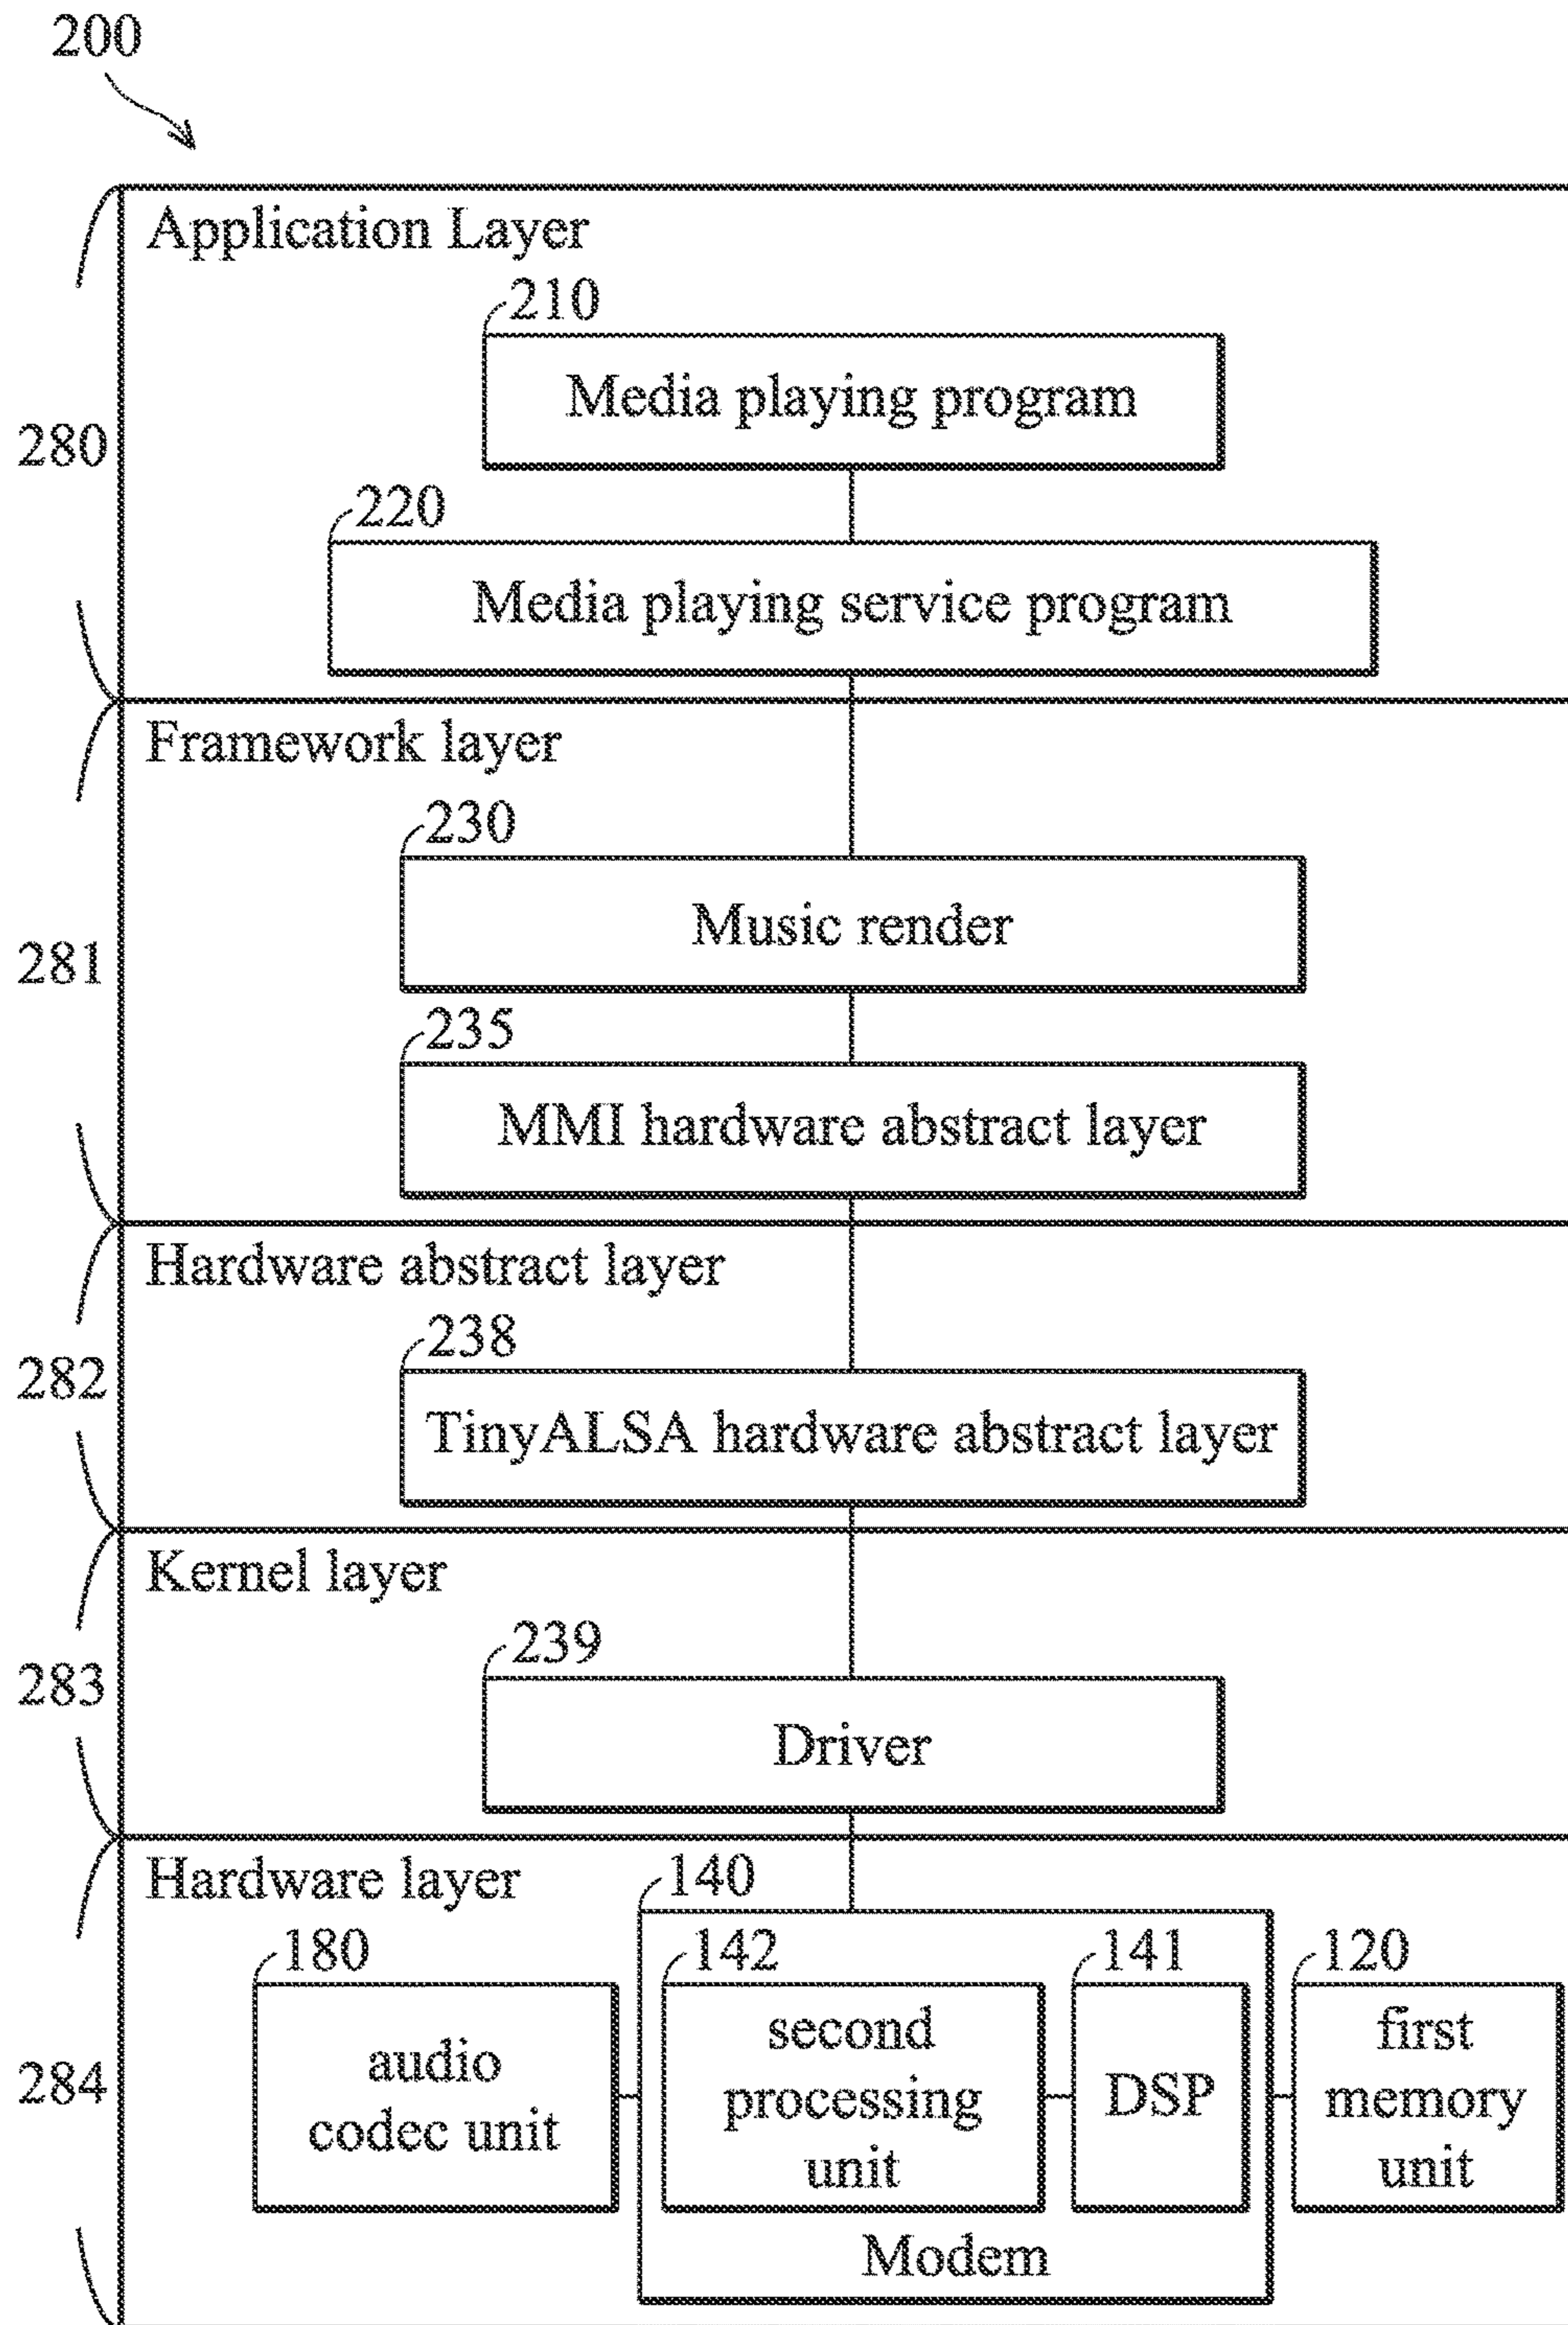 200
Application Layer
210
Media playing program
280
220
Media playing service program
Framework layer
230
Music render
281
235
MMI hardware abstract layer
Hardware abstract layer
238
282
TinyALSA hardware abstract layer
Kernel layer
239
283
Driver
Hardware layer
140
180
142
141
120
audio
codec unit
second
processing
unit
DSP
first
memory
unit
284
Modem